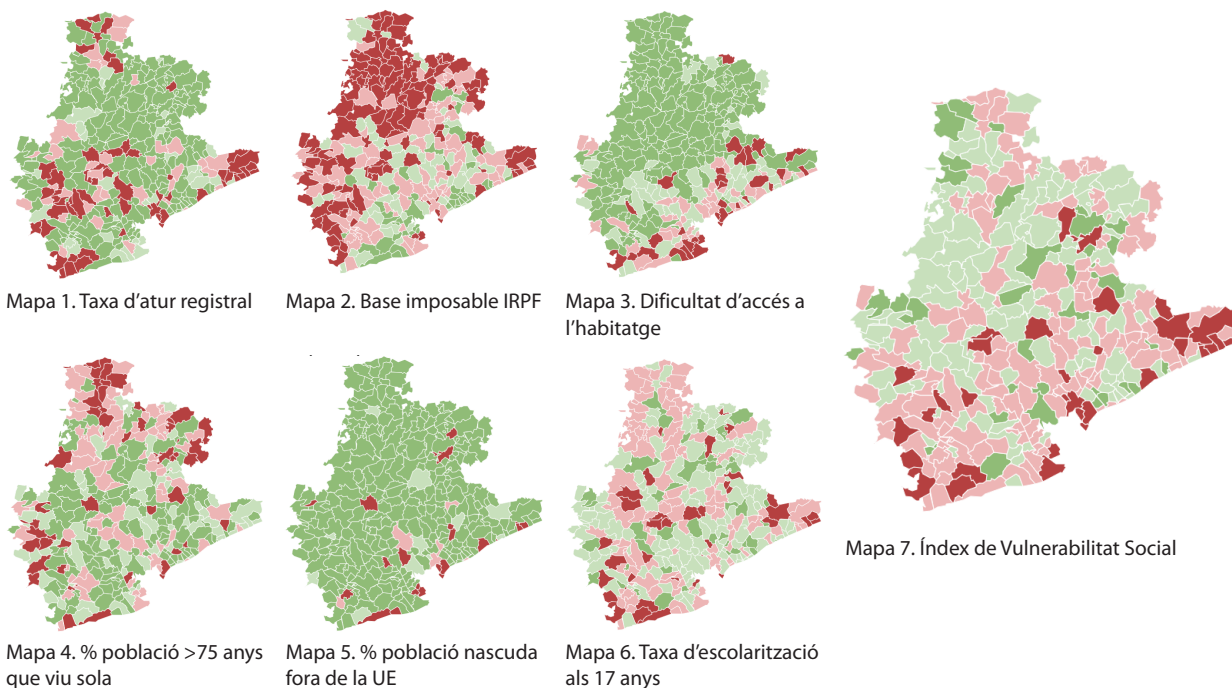 Mapa 1. Taxa d’atur registral
Mapa 2. Base imposable IRPF
Mapa 3. Dificultat d’accés a
l’habitatge
Mapa 4. % població >75 anys
que viu sola
Mapa 5. % població nascuda
fora de la UE
Mapa 6. Taxa d’escolarització
als 17 anys
Mapa 7. Índex de Vulnerabilitat Social